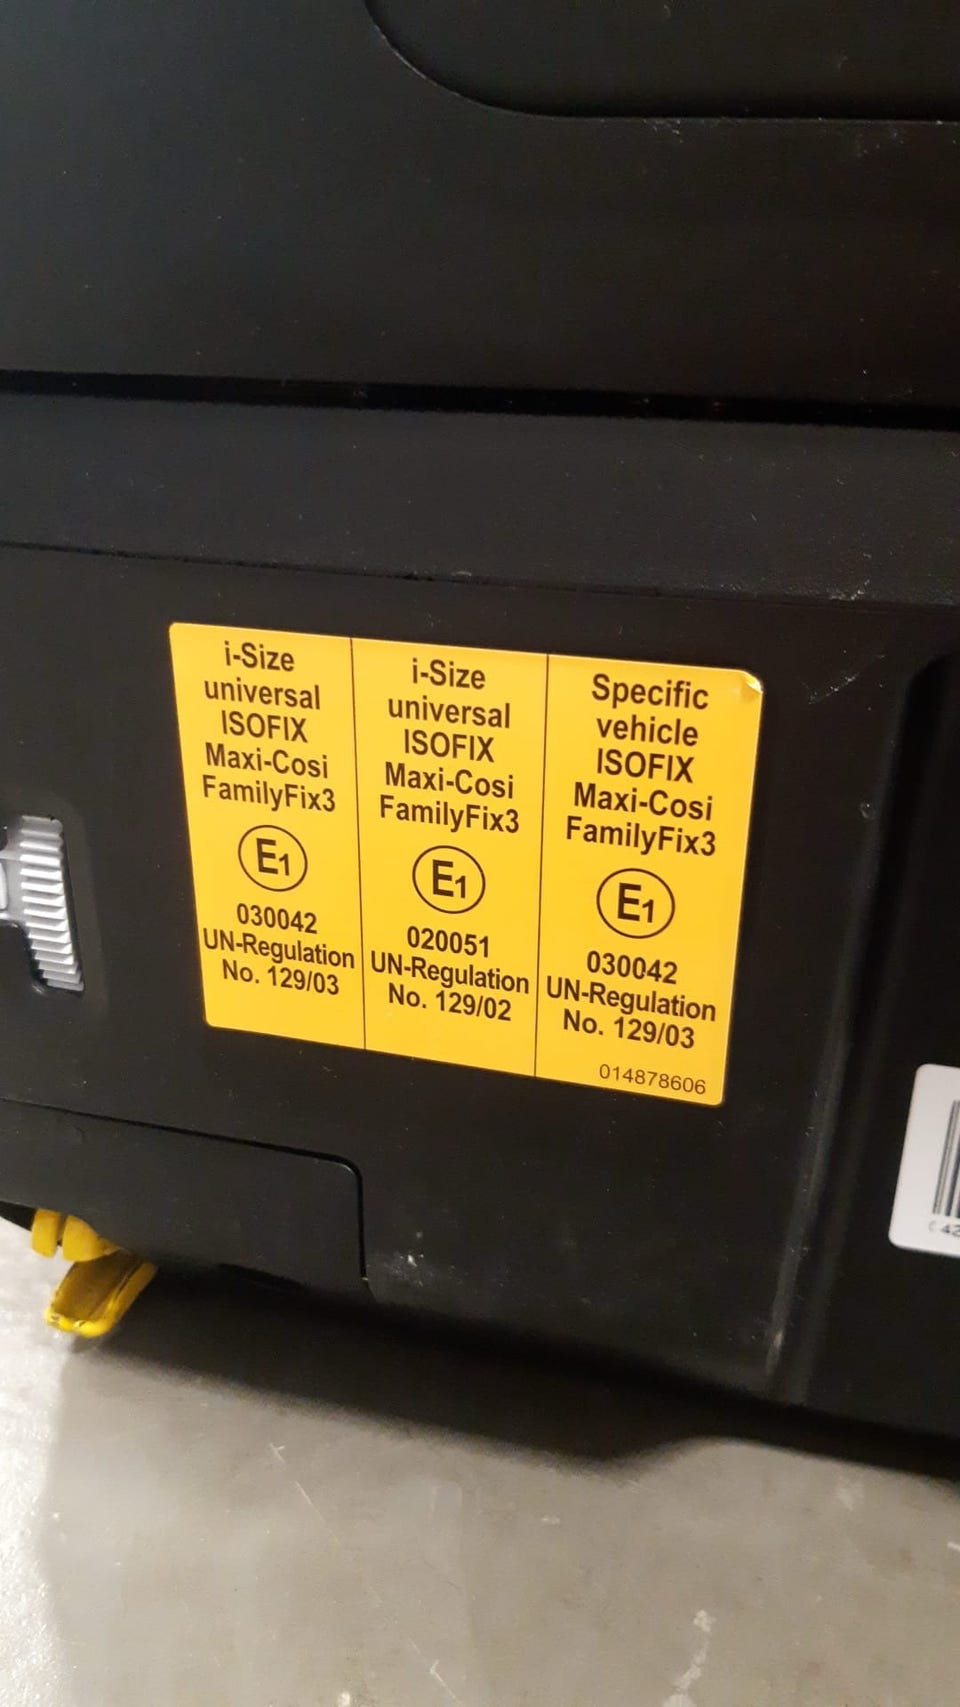 i-Size
universal
ISOFIX
Maxi-Cosi
FamilyFix3
E1
030042
UN-Regulation
No. 129/03
i-Size
universal
ISOFIX
Maxi-Cosi
FamilyFix3
E1
020051
UN-Regulation
No. 129/02
Specific
vehicle
ISOFIX
Maxi-Cosi
FamilyFix3
E1
030042
UN-Regulation
No. 129/03
014878606